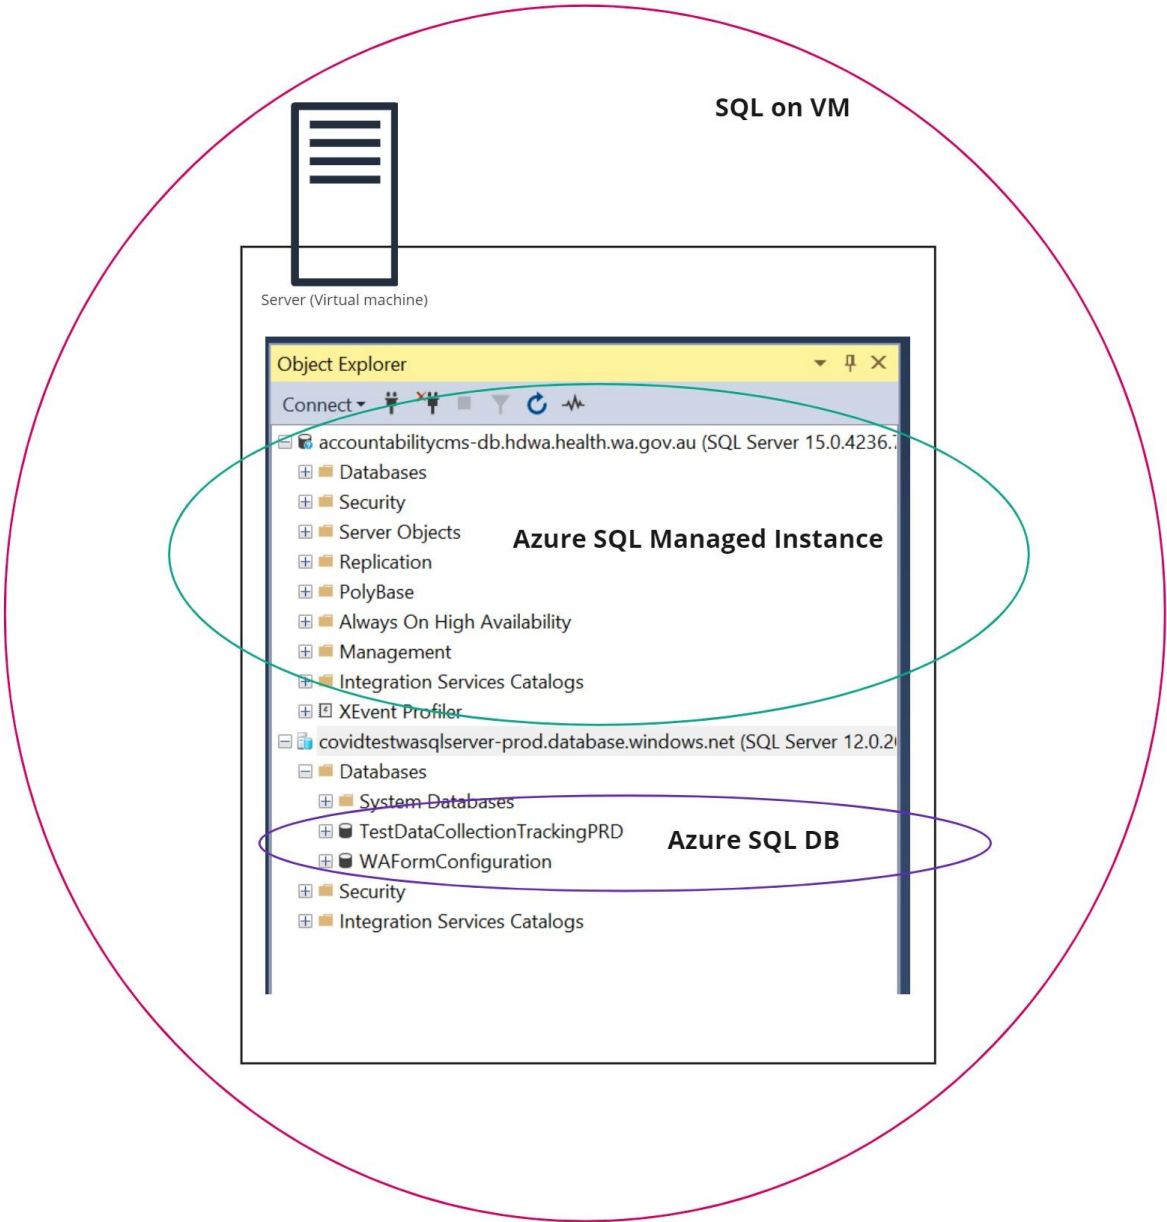 SQL on VM
Server (Virtual machine)
Object Explorer
Connect
accountabilitycms-db.hdwa.health.wa.gov.au (SQL Server 15.0.4236.
Databases
Security
Server Objects
Azure SQL Managed Instance
Replication
PolyBase
Always On High Availability
Management
Integration Services Catalogs
XEvent Profiler
covidtestwasqlserver-prod.database.windows.net (SQL Server 12.0.2
Databases
System Databases
TestDataCollectionTrackingPRD
Azure SQL DB
WAFormConfiguration
Security
Integration Services Catalogs